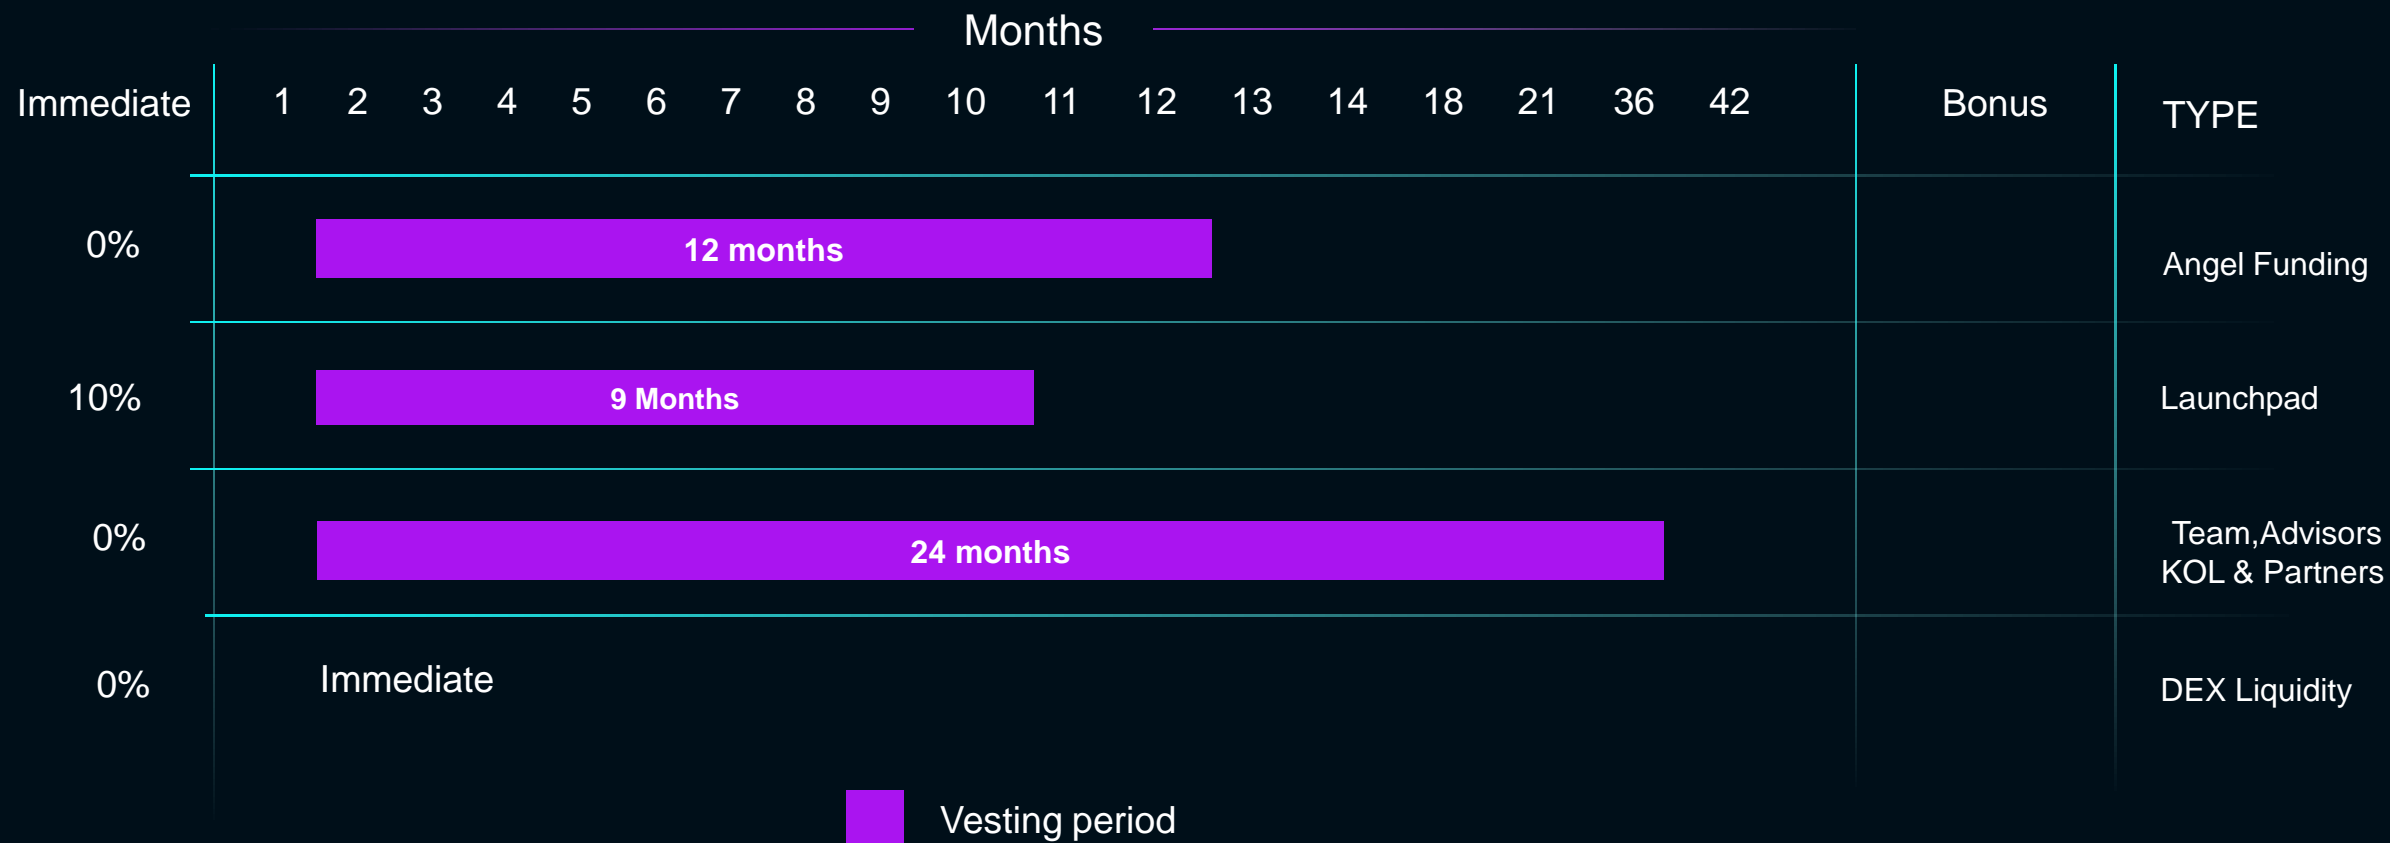 Months
Immediate 1 2 3 4 5 6 7 8 9 10 11 12 13 14 18 21 36 42 Bonus TYPE
0% 12 months Angel Funding
10% 9 Months Launchpad
0% 24 months Team,Advisors
KOL & Partners
0% Immediate DEX Liquidity
Vesting period